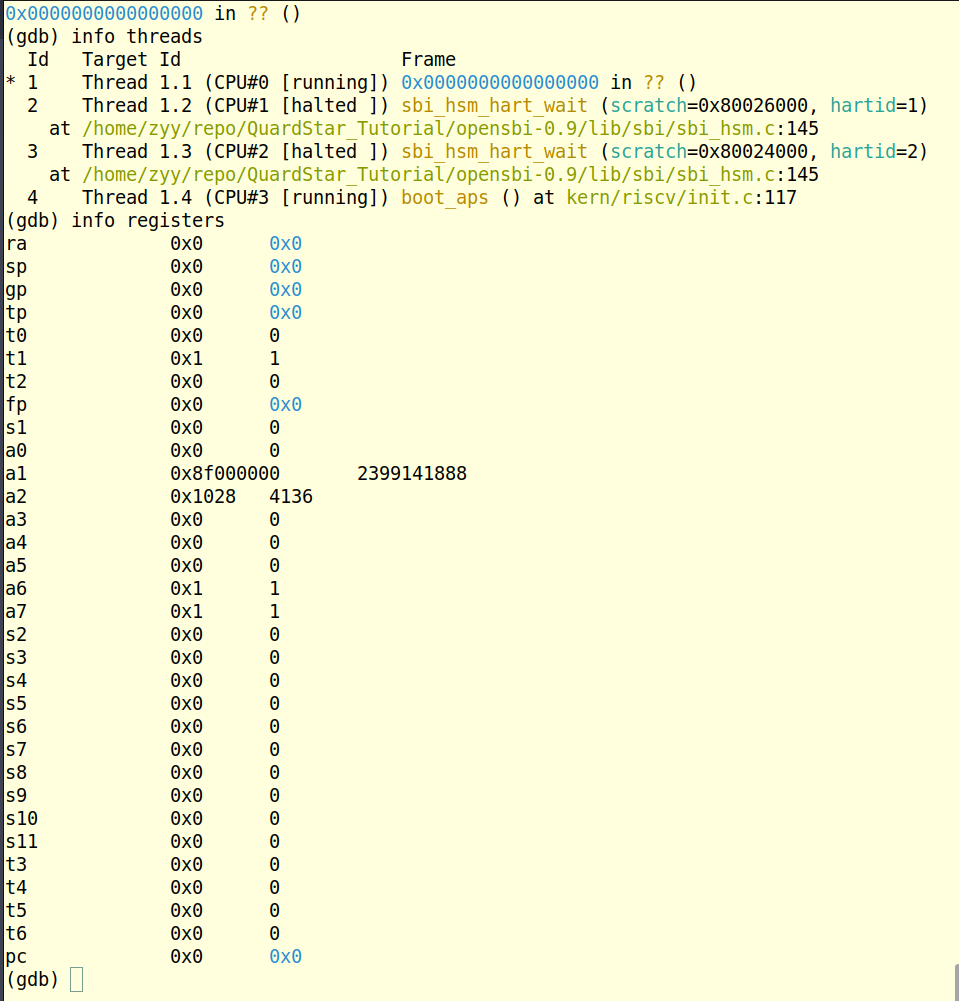 0x0000000000000000 in ?? ()
(gdb) info threads
  Id   Target Id                       Frame
* 1    Thread 1.1 (CPU#0 [running]) 0x0000000000000000 in ?? ()
  2    Thread 1.2 (CPU#1 [halted ]) sbi_hsm_hart_wait (scratch=0x80026000, hartid=1)
    at /home/zyy/repo/QuardStar_Tutorial/opensbi-0.9/lib/sbi/sbi_hsm.c:145
  3    Thread 1.3 (CPU#2 [halted ]) sbi_hsm_hart_wait (scratch=0x80024000, hartid=2)
    at /home/zyy/repo/QuardStar_Tutorial/opensbi-0.9/lib/sbi/sbi_hsm.c:145
  4    Thread 1.4 (CPU#3 [running]) boot_aps () at kern/riscv/init.c:117
(gdb) info registers
ra             0x0      0x0
sp             0x0      0x0
gp             0x0      0x0
tp             0x0      0x0
t0             0x0      0
t1             0x1      1
t2             0x0      0
fp             0x0      0x0
s1             0x0      0
a0             0x0      0
a1             0x8f000000       2399141888
a2             0x1028   4136
a3             0x0      0
a4             0x0      0
a5             0x0      0
a6             0x1      1
a7             0x1      1
s2             0x0      0
s3             0x0      0
s4             0x0      0
s5             0x0      0
s6             0x0      0
s7             0x0      0
s8             0x0      0
s9             0x0      0
s10            0x0      0
s11            0x0      0
t3             0x0      0
t4             0x0      0
t5             0x0      0
t6             0x0      0
pc             0x0      0x0
(gdb)